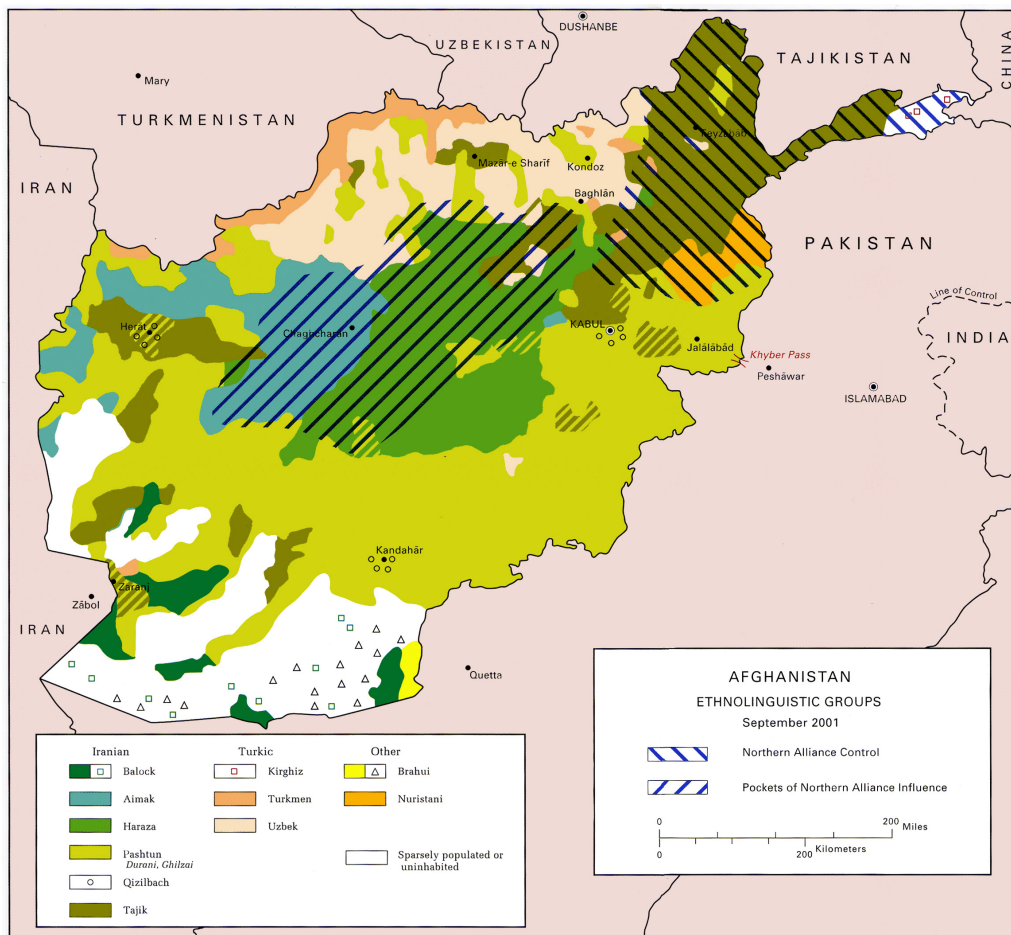 DUSHANBE
UZBEKISTAN
TAJIKISTAN
CHINA
Mary
TURKMENISTAN
Feyzabad
Mazār-e Sharīf
Kondoz
IRAN
Baghlān
PAKISTAN
Line of Control
Herat
Chaghcharān
KABUL
INDIA
Jalālābād
Khyber Pass
Peshāwar
ISLAMABAD
Kandahār
Zaranj
Zābol
IRAN
Quetta
AFGHANISTAN
ETHNOLINGUISTIC GROUPS
September 2001
Northern Alliance Control
Pockets of Northern Alliance Influence
0 200 Miles
0 200 Kilometers
Iranian
Balock
Aimak
Haraza
Pashtun
Durani, Ghilzai
Qizilbach
Tajik
Turkic
Kirghiz
Turkmen
Uzbek
Other
Brahui
Nuristani
Sparsely populated or
uninhabited